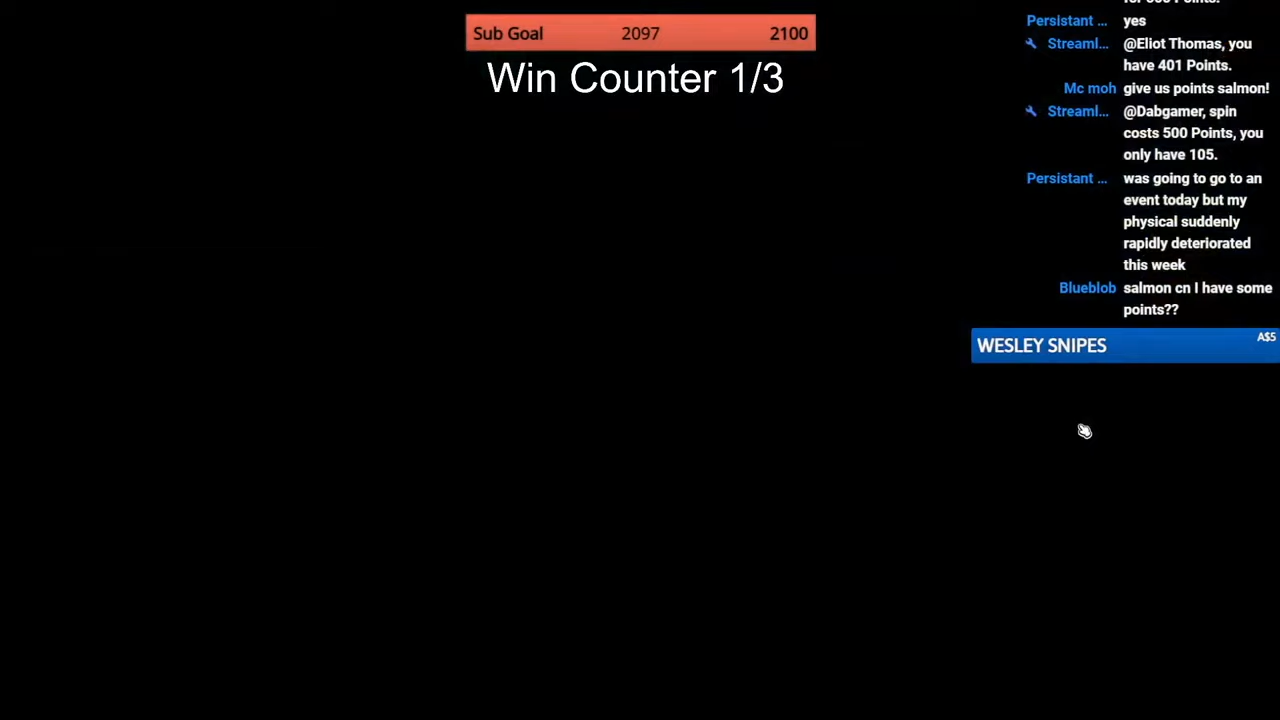 Sub Goal 2097 2100
Win Counter 1/3
Persistant ... yes
Streaml... @Eliot Thomas, you
have 401 Points.
Mc moh give us points salmon!
Streaml... @Dabgamer, spin
costs 500 Points, you
only have 105.
Persistant ... was going to go to an
event today but my
physical suddenly
rapidly deteriorated
this week
Blueblob salmon cn I have some
points??
WESLEY SNIPES A$5